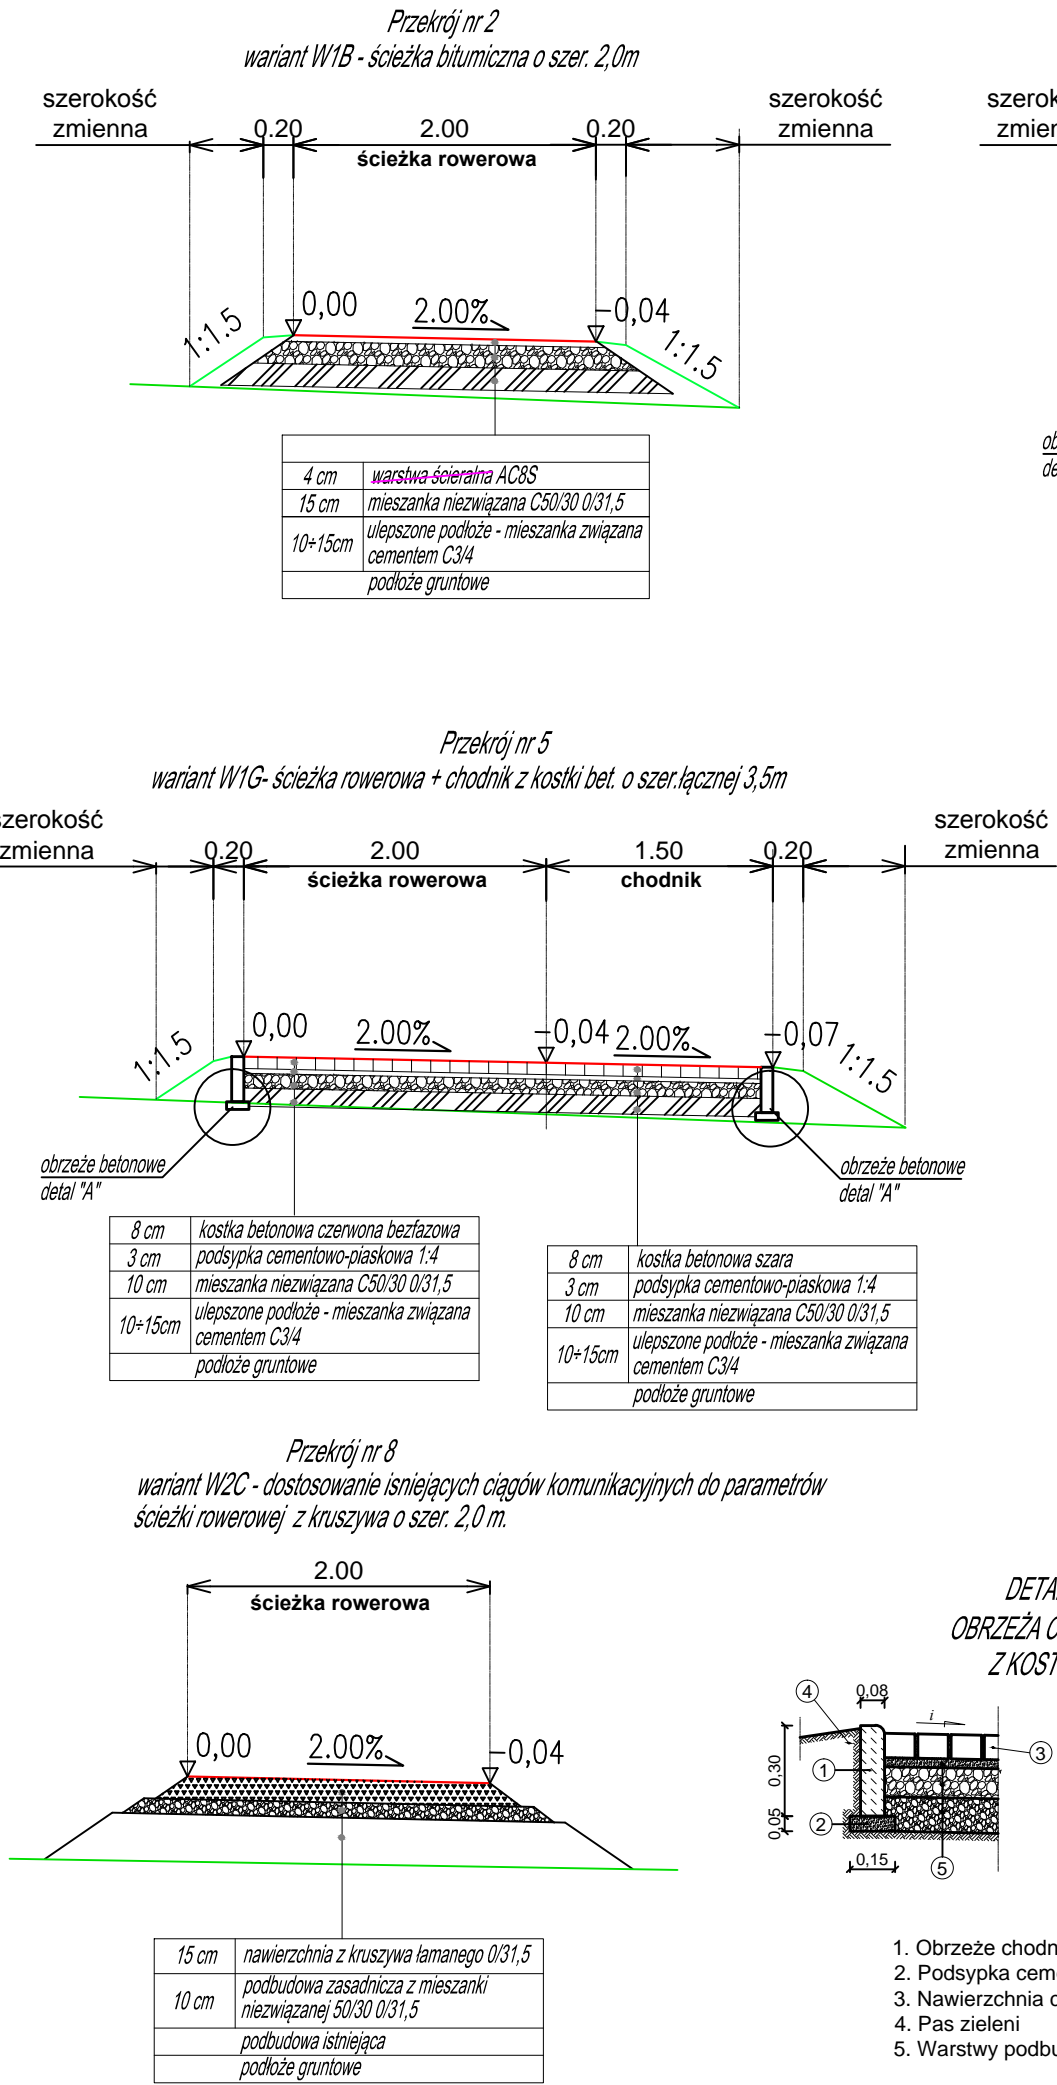 Przekrój nr 2
wariant W1B - ścieżka bitumiczna o szer. 2,0m
szerokość
zmienna
0.20
2.00
0.20
szerokość
zmienna
ścieżka rowerowa
1:1.5
0,00
2.00%
-0,04
1:1.5
4 cm warstwa ścieralna AC8S
15 cm mieszanka niezwiązana C50/30 0/31,5
10÷15cm ulepszone podłoże - mieszanka związana
cementem C3/4
podłoże gruntowe
Przekrój nr 5
wariant W1G- ścieżka rowerowa + chodnik z kostki bet. o szer.łącznej 3,5m
szerokość
zmienna
0.20
2.00
1.50
0.20
szerokość
zmienna
ścieżka rowerowa
chodnik
1:1.5
0,00
2.00%
-0,04
2.00%
-0,07
1:1.5
obrzeże betonowe
detal "A"
obrzeże betonowe
detal "A"
8 cm kostka betonowa czerwona bezfazowa
3 cm podsypka cementowo-piaskowa 1:4
10 cm mieszanka niezwiązana C50/30 0/31,5
10÷15cm ulepszone podłoże - mieszanka związana
cementem C3/4
podłoże gruntowe
8 cm kostka betonowa szara
3 cm podsypka cementowo-piaskowa 1:4
10 cm mieszanka niezwiązana C50/30 0/31,5
10÷15cm ulepszone podłoże - mieszanka związana
cementem C3/4
podłoże gruntowe
Przekrój nr 8
wariant W2C - dostosowanie isniejących ciągów komunikacyjnych do parametrów
ścieżki rowerowej z kruszywa o szer. 2,0 m.
2.00
ścieżka rowerowa
0,00
2.00%
-0,04
15 cm nawierzchnia z kruszywa łamanego 0/31,5
10 cm podbudowa zasadnicza z mieszanki
niezwiązanej 50/30 0/31,5
podbudowa istniejąca
podłoże gruntowe
OBRZEŻA
4
0,08
i
3
0,30
1
0,05
2
0,15
5
1. Obrzeże
2. Podsypka
3. Nawierzchnia
4. Pas zieleni
5. Warstwy